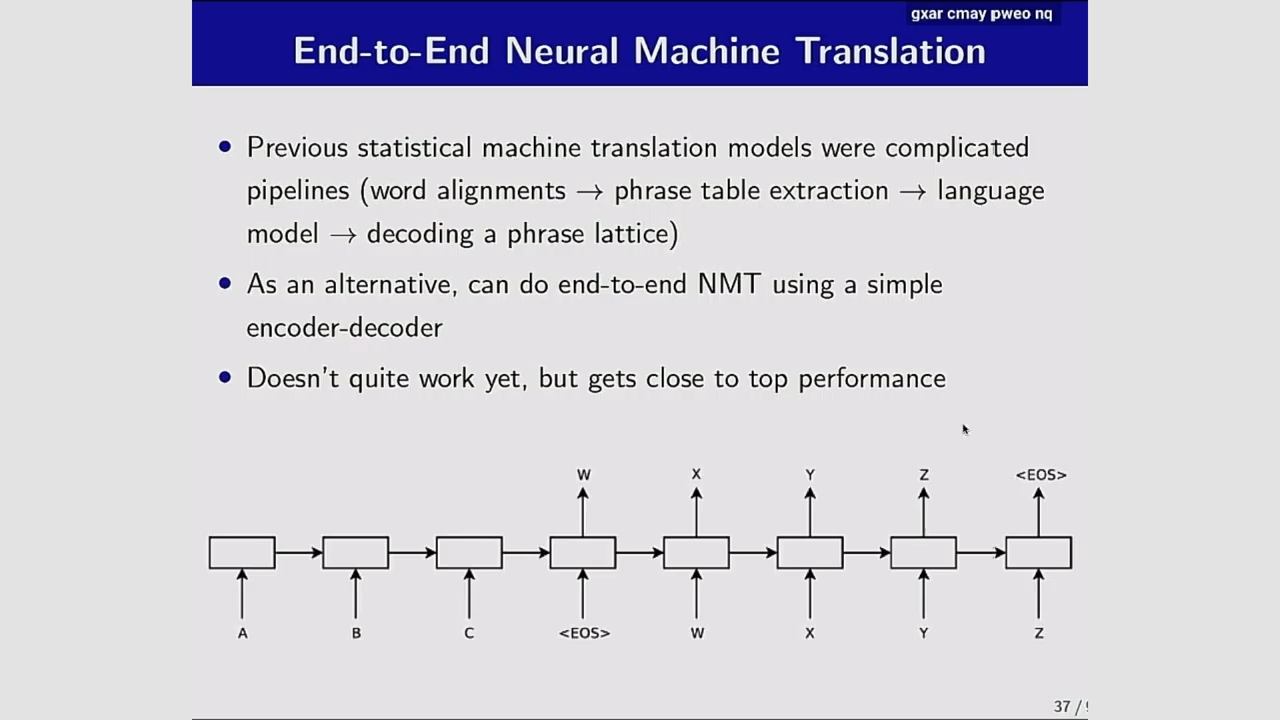 gxar cmay pweo nq
End-to-End Neural Machine Translation
• Previous statistical machine translation models were complicated
pipelines (word alignments → phrase table extraction → language
model → decoding a phrase lattice)
• As an alternative, can do end-to-end NMT using a simple
encoder-decoder
• Doesn't quite work yet, but gets close to top performance
W X Y Z <EOS>
A B C <EOS> W X Y Z
37 /